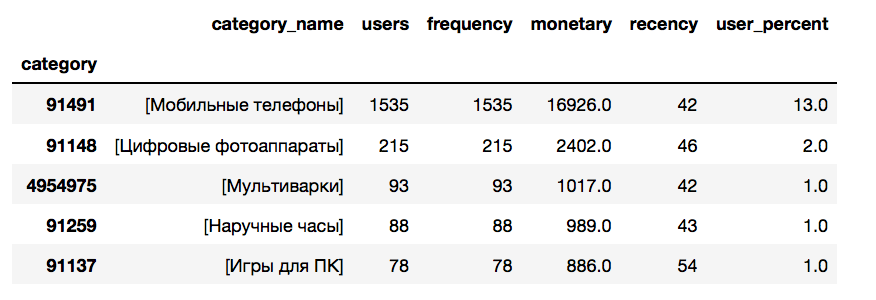 category_name users frequency monetary recency user_percent
category
91491 [Мобильные телефоны] 1535 1535 16926.0 42 13.0
91148 [Цифровые фотоаппараты] 215 215 2402.0 46 2.0
4954975 [Мультиварки] 93 93 1017.0 42 1.0
91259 [Наручные часы] 88 88 989.0 43 1.0
91137 [Игры для ПК] 78 78 886.0 54 1.0